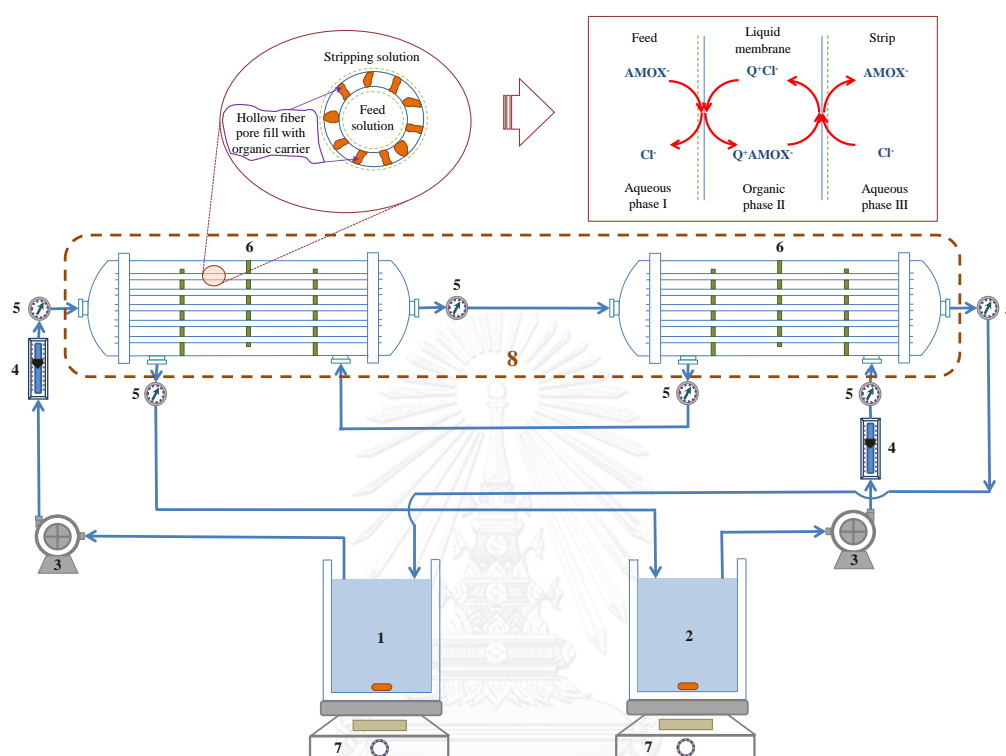 Stripping solution
Hollow fiber
pore fill with
organic carrier
Feed
solution
Feed
Liquid
membrane
Strip
AMOX-
Q+Cl-
AMOX-
Cl-
Q+AMOX-
Cl-
Aqueous
phase I
Organic
phase II
Aqueous
phase III
6
6
5
5
4
8
5
5
5
4
3
3
1
2
7
7